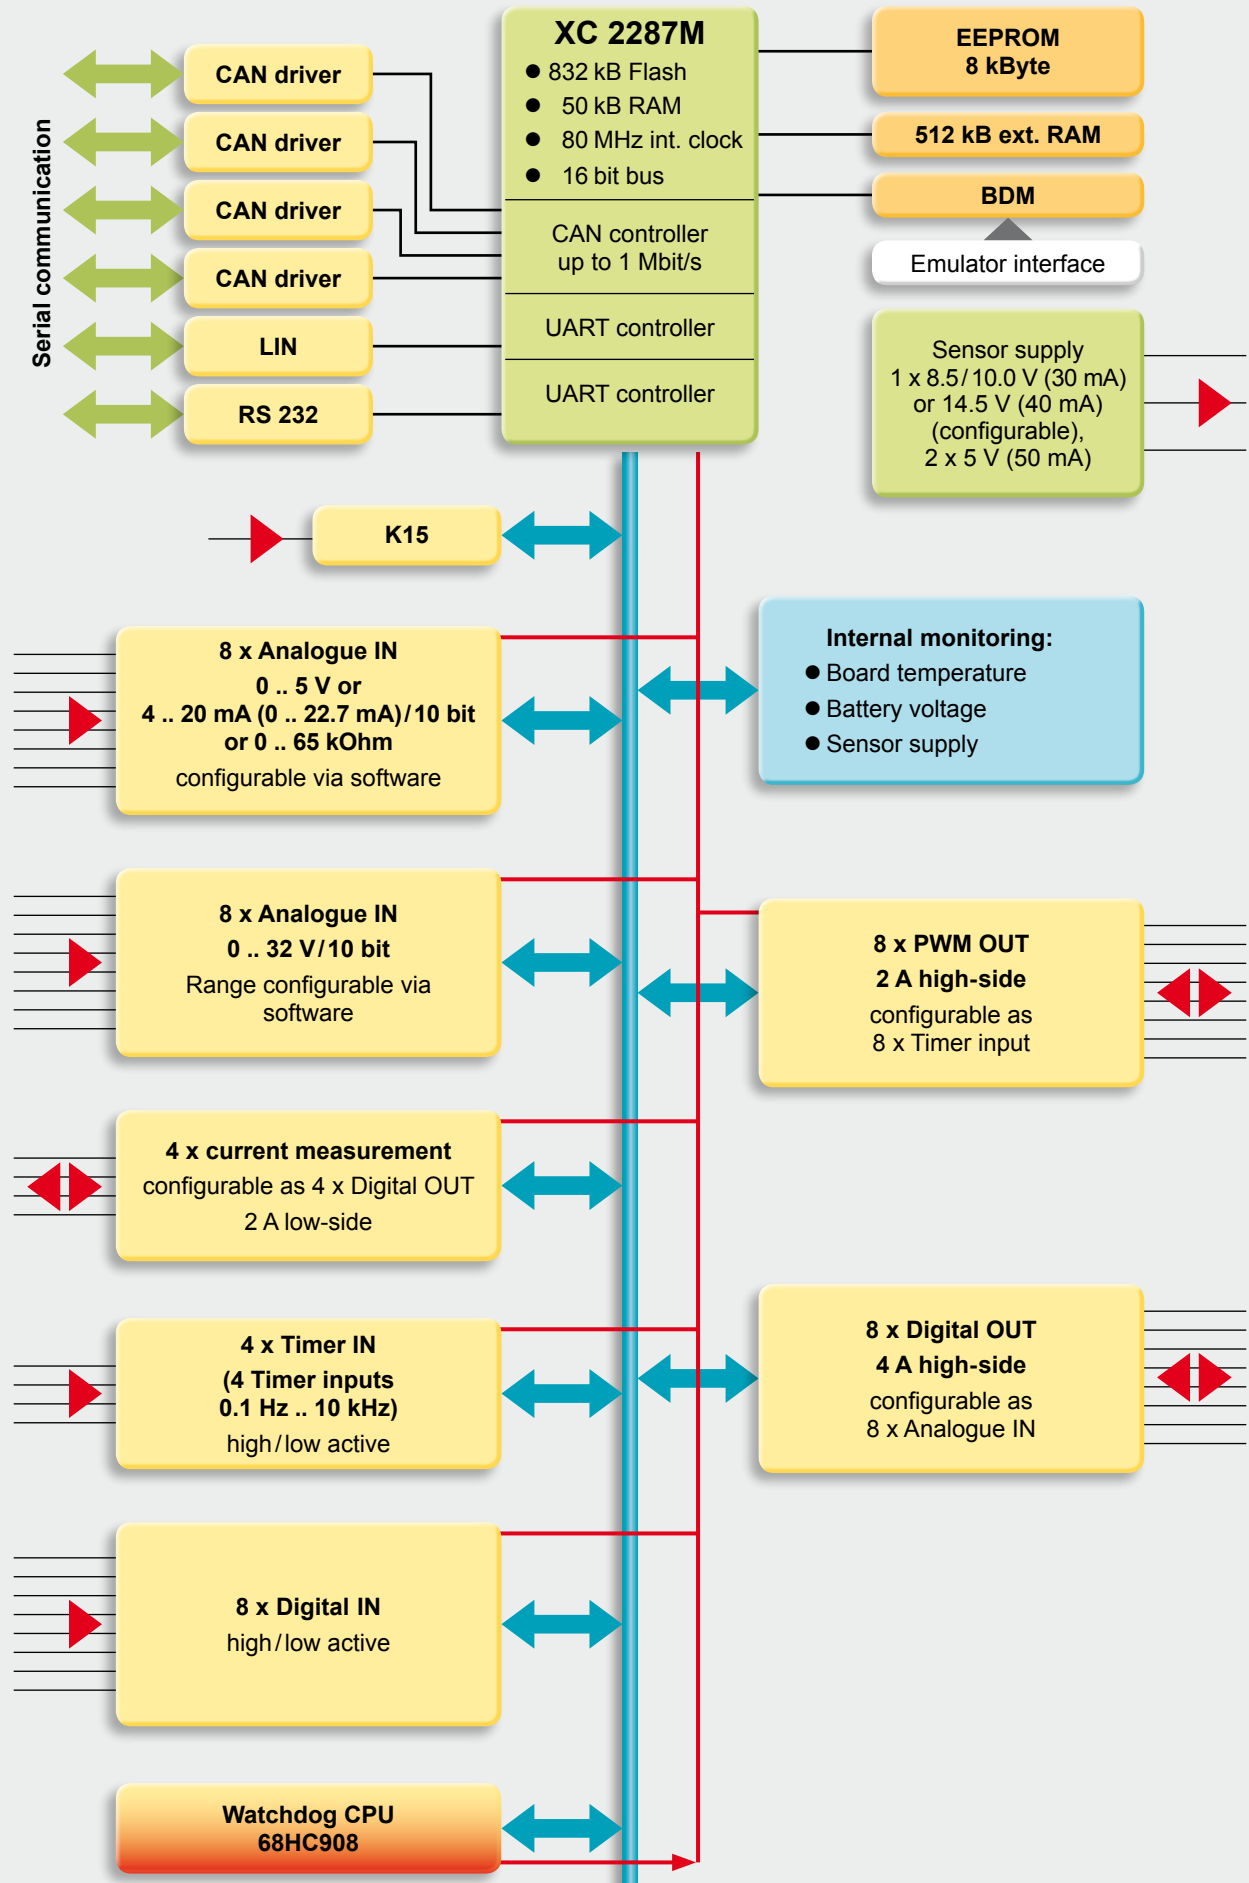 Serial communication
CAN driver
CAN driver
CAN driver
CAN driver
LIN
RS 232
XC 2287M
● 832 kB Flash
● 50 kB RAM
● 80 MHz int. clock
● 16 bit bus
CAN controller
up to 1 Mbit/s
UART controller
UART controller
EEPROM
8 kByte
512 kB ext. RAM
BDM
Emulator interface
Sensor supply
1 x 8.5/10.0 V (30 mA)
or 14.5 V (40 mA)
(configurable),
2 x 5 V (50 mA)
K15
8 x Analogue IN
0 .. 5 V or
4 .. 20 mA (0 .. 22.7 mA)/10 bit
or 0 .. 65 kOhm
configurable via software
Internal monitoring:
● Board temperature
● Battery voltage
● Sensor supply
8 x Analogue IN
0 .. 32 V/10 bit
Range configurable via
software
8 x PWM OUT
2 A high-side
configurable as
8 x Timer input
4 x current measurement
configurable as 4 x Digital OUT
2 A low-side
4 x Timer IN
(4 Timer inputs
0.1 Hz .. 10 kHz)
high/low active
8 x Digital OUT
4 A high-side
configurable as
8 x Analogue IN
8 x Digital IN
high/low active
Watchdog CPU
68HC908